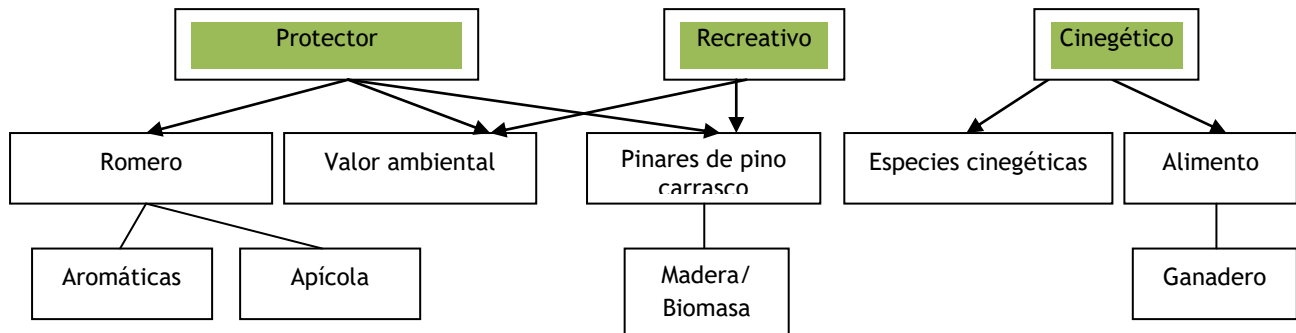 Protector
Recreativo
Cinegético
Romero
Valor ambiental
Pinares de pino
carrasco
Especies cinegéticas
Alimento
Aromáticas
Apícola
Madera/
Biomasa
Ganadero